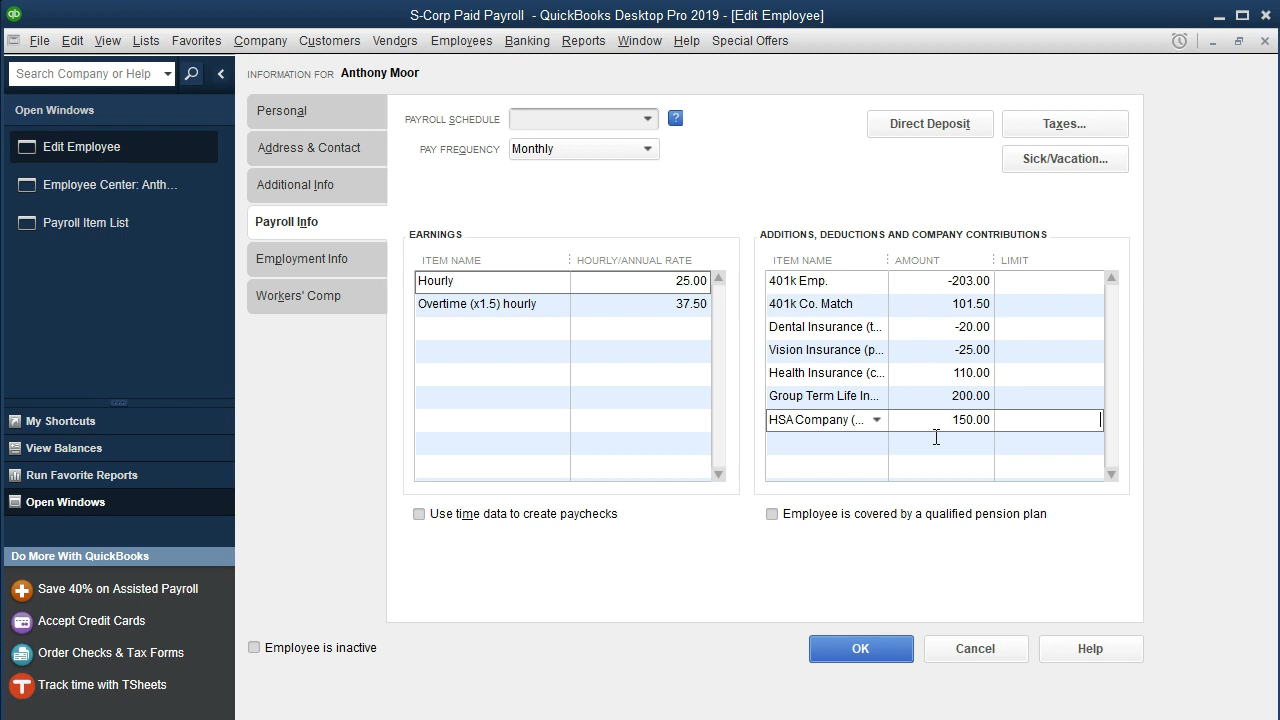 qb
S-Corp Paid Payroll - QuickBooks Desktop Pro 2019 - [Edit Employee]
File Edit View Lists Favorites Company Customers Vendors Employees Banking Reports Window Help Special Offers
Search Company or Help
INFORMATION FOR Anthony Moor
Open Windows
Edit Employee
Employee Center: Anth...
Payroll Item List
My Shortcuts
View Balances
Run Favorite Reports
Open Windows
Do More With QuickBooks
Save 40% on Assisted Payroll
Accept Credit Cards
Order Checks & Tax Forms
Track time with TSheets
Personal
Address & Contact
Additional Info
Payroll Info
Employment Info
Workers' Comp
PAYROLL SCHEDULE ?
PAY FREQUENCY Monthly
Direct Deposit Taxes...
Sick/Vacation...
EARNINGS
ITEM NAME HOURLY/ANNUAL RATE
Hourly 25.00
Overtime (x1.5) hourly 37.50
Use time data to create paychecks
ADDITIONS, DEDUCTIONS AND COMPANY CONTRIBUTIONS
ITEM NAME AMOUNT LIMIT
401k Emp. -203.00
401k Co. Match 101.50
Dental Insurance (t... -20.00
Vision Insurance (p... -25.00
Health Insurance (c... 110.00
Group Term Life In... 200.00
HSA Company (... 150.00
Employee is covered by a qualified pension plan
Employee is inactive
OK Cancel Help